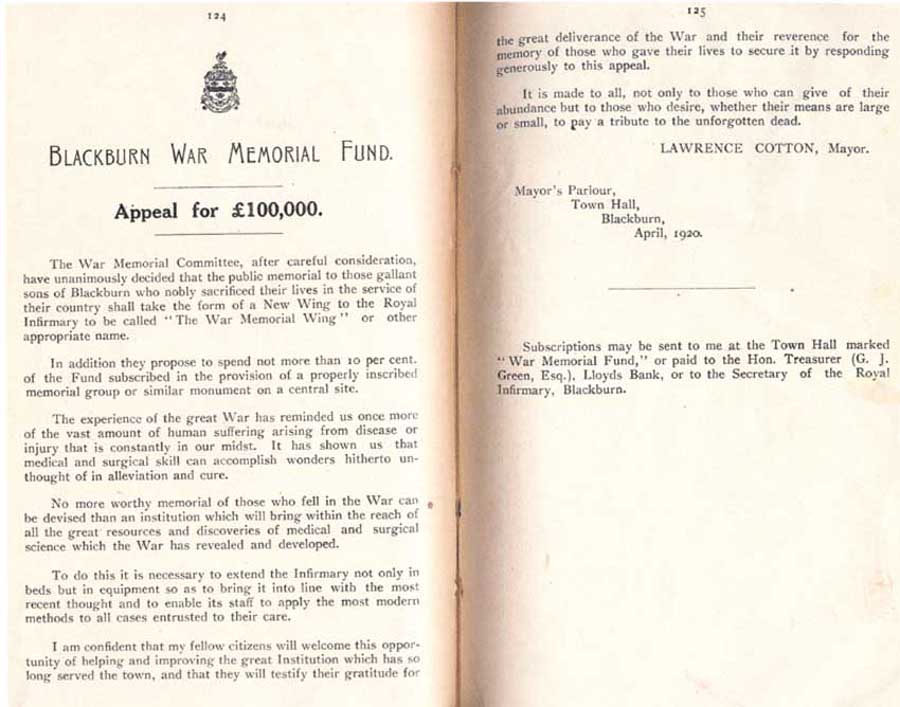 124
BLACKBURN WAR MEMORIAL FUND.
Appeal for £100,000.
The War Memorial Committee, after careful consideration,
have unanimously decided that the public memorial to those gallant
sons of Blackburn who nobly sacrificed their lives in the service of
their country shall take the form of a New Wing to the Royal
Infirmary to be called "The War Memorial Wing" or other
appropriate name.
In addition they propose to spend not more than 10 per cent.
of the Fund subscribed in the provision of a properly inscribed
memorial group or similar monument on a central site.
The experience of the great War has reminded us once more
of the vast amount of human suffering arising from disease or
injury that is constantly in our midst. It has shown us that
medical and surgical skill can accomplish wonders hitherto un-
thought of in alleviation and cure.
No more worthy memorial of those who fell in the War can
be devised than an institution which will bring within the reach of
all the great resources and discoveries of medical and surgical
science which the War has revealed and developed.
To do this it is necessary to extend the Infirmary not only in
beds but in equipment so as to bring it into line with the most
recent thought and to enable its staff to apply the most modern
methods to all cases entrusted to their care.
I am confident that my fellow citizens will welcome this oppor-
tunity of helping and improving the great Institution which has so
long served the town, and that they will testify their gratitude for
125
the great deliverance of the War and their reverence for the
memory of those who gave their lives to secure it by responding
generously to this appeal.
It is made to all, not only to those who can give of their
abundance but to those who desire, whether their means are large
or small, to pay a tribute to the unforgotten dead.
LAWRENCE COTTON, Mayor.
Mayor's Parlour,
Town Hall,
Blackburn,
April, 1920.
Subscriptions may be sent to me at the Town Hall marked
"War Memorial Fund," or paid to the Hon. Treasurer (G. J.
Green, Esq.), Lloyds Bank, or to the Secretary of the Royal
Infirmary, Blackburn.